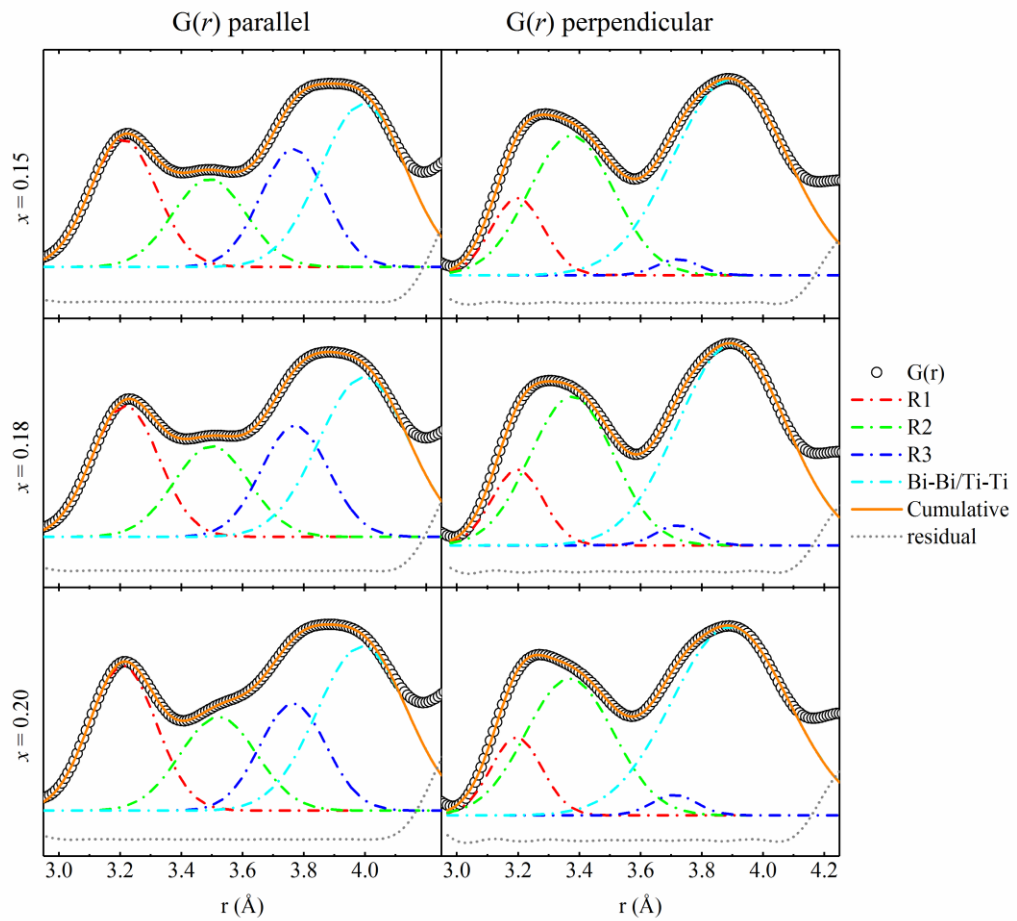 G(r) parallel
G(r) perpendicular
x = 0.15
x = 0.18
x = 0.20
G(r)
R1
R2
R3
Bi-Bi/Ti-Ti
Cumulative
residual
3.0 3.2 3.4 3.6 3.8 4.0
3.0 3.2 3.4 3.6 3.8 4.0 4.2
r (Å)
r (Å)